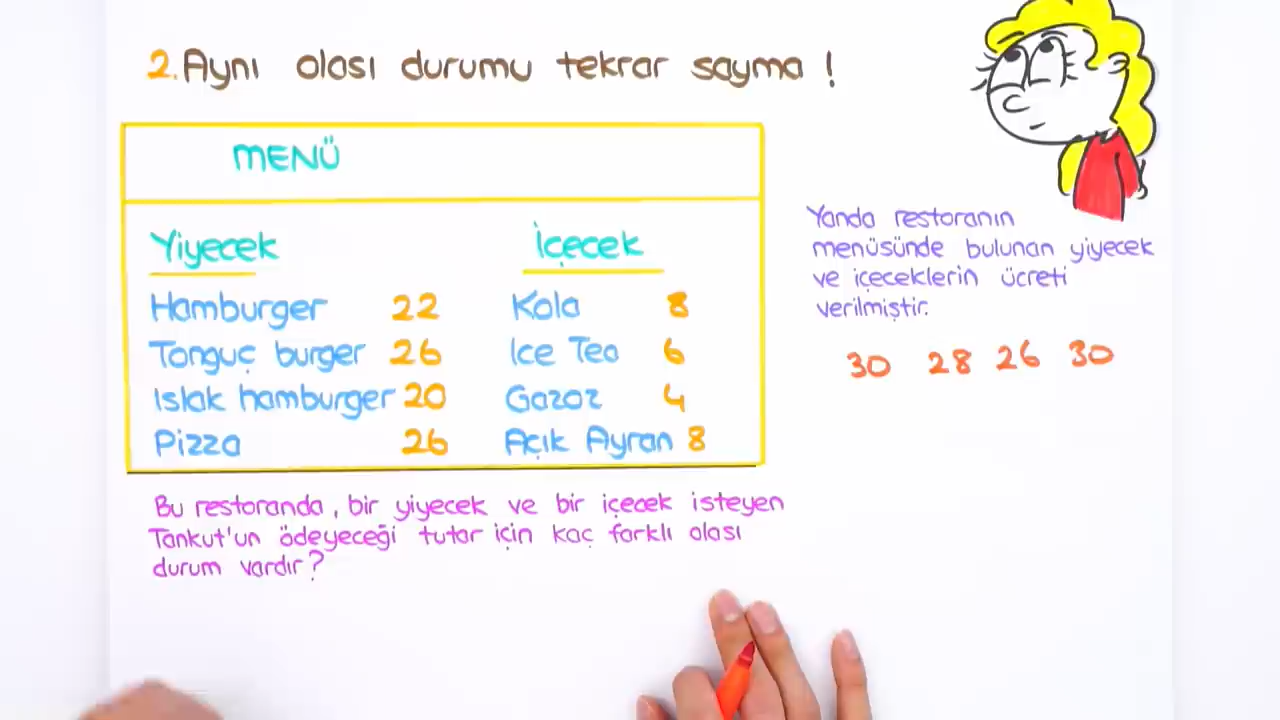 2. Aynı olası durumu tekrar sayma !
MENÜ
Yiyecek İçecek
Hamburger 22 Kola 8
Tonguç burger 26 Ice Tea 6
Islak hamburger 20 Gazoz 4
Pizza 26 Açık Ayran 8
Yanda restoranın
menüsünde bulunan yiyecek
ve içeceklerin ücreti
verilmiştir.
30 28 26 30
Bu restoranda, bir yiyecek ve bir içecek isteyen
Tankut'un ödeyeceği tutar için kaç farklı olası
durum vardır?